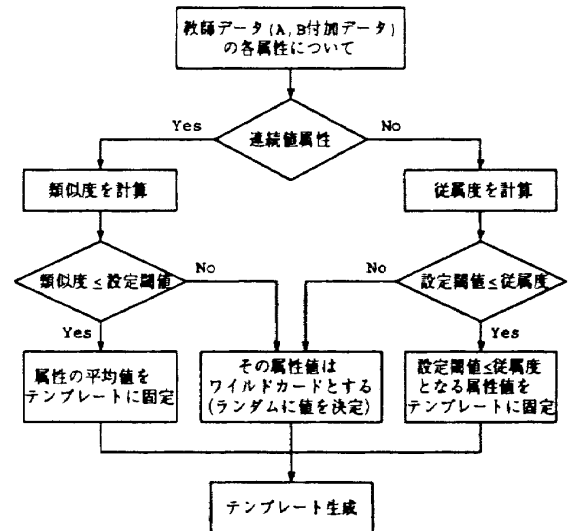 教師データ(A,B付加データ)
の各属性について
Yes
連続値属性
No
類似度を計算
従属度を計算
類似度≤設定閾値
No
No
設定閾値≤従属度
Yes
Yes
属性の平均値を
テンプレートに固定
その属性値は
ワイルドカードとする
(ランダムに値を決定)
設定閾値≤従属度
となる属性値を
テンプレートに固定
テンプレート生成